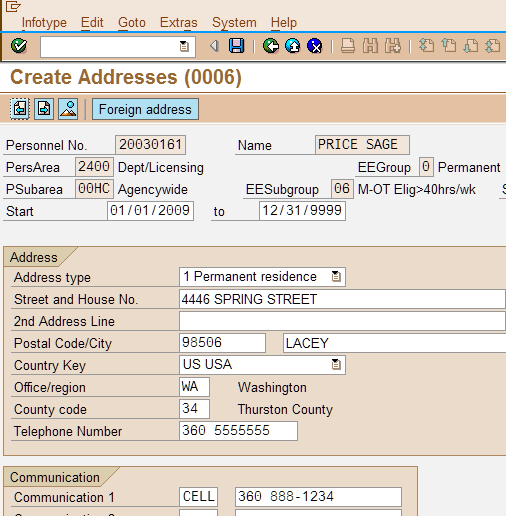 Infotype Edit Goto Extras System Help
Create Addresses (0006)
Foreign address
Personnel No. 20030161 Name PRICE SAGE
PersArea 2400 Dept/Licensing EEGroup 0 Permanent
PSubarea 00HC Agencywide EESubgroup 06 M-OT Elig>40hrs/wk
Start 01/01/2009 to 12/31/9999
Address
Address type 1 Permanent residence
Street and House No. 4446 SPRING STREET
2nd Address Line
Postal Code/City 98506 LACEY
Country Key US USA
Office/region WA Washington
County code 34 Thurston County
Telephone Number 360 5555555
Communication
Communication 1 CELL 360 888-1234